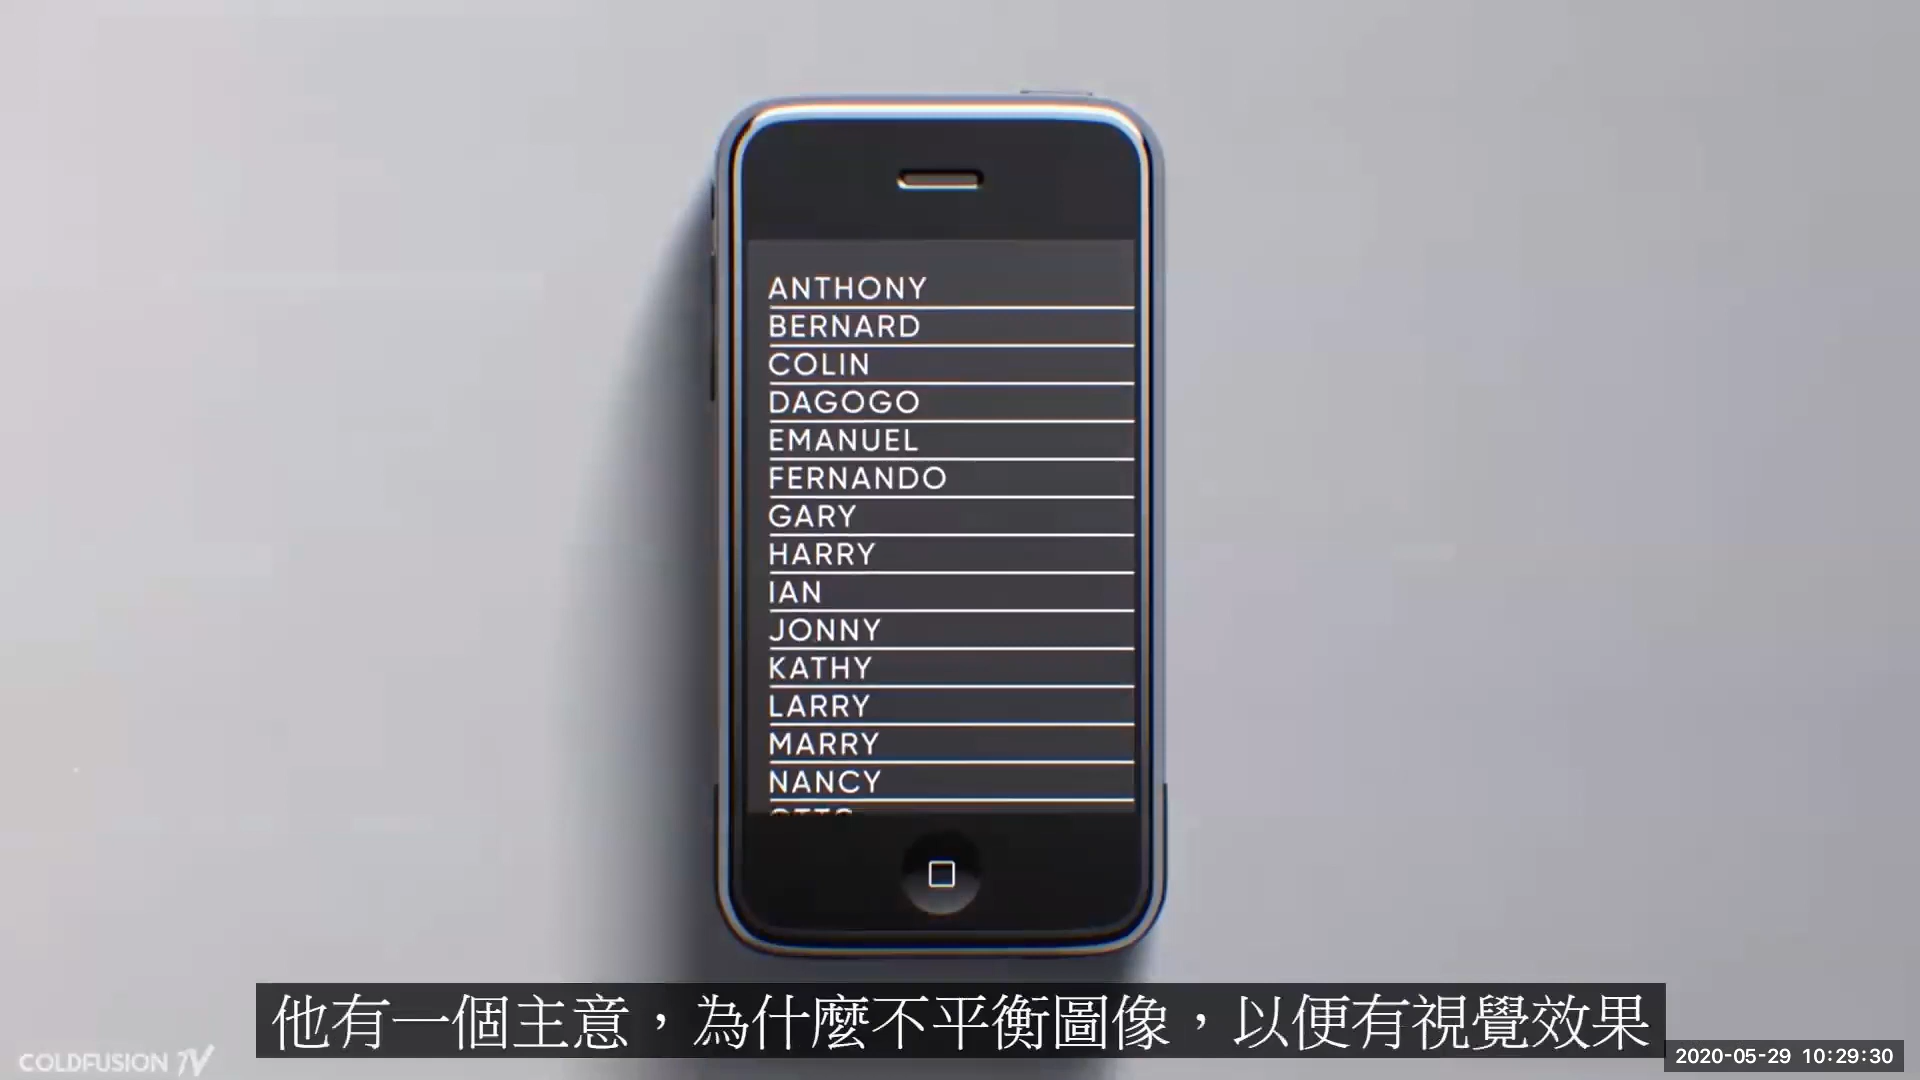 ANTHONY
BERNARD
COLIN
DAGOGO
EMANUEL
FERNANDO
GARY
HARRY
IAN
JONNY
KATHY
LARRY
MARRY
NANCY
他有一個主意，為什麼不平衡圖像，以便有視覺效果
COLDFUSION TV
2020-05-29 10:29:30